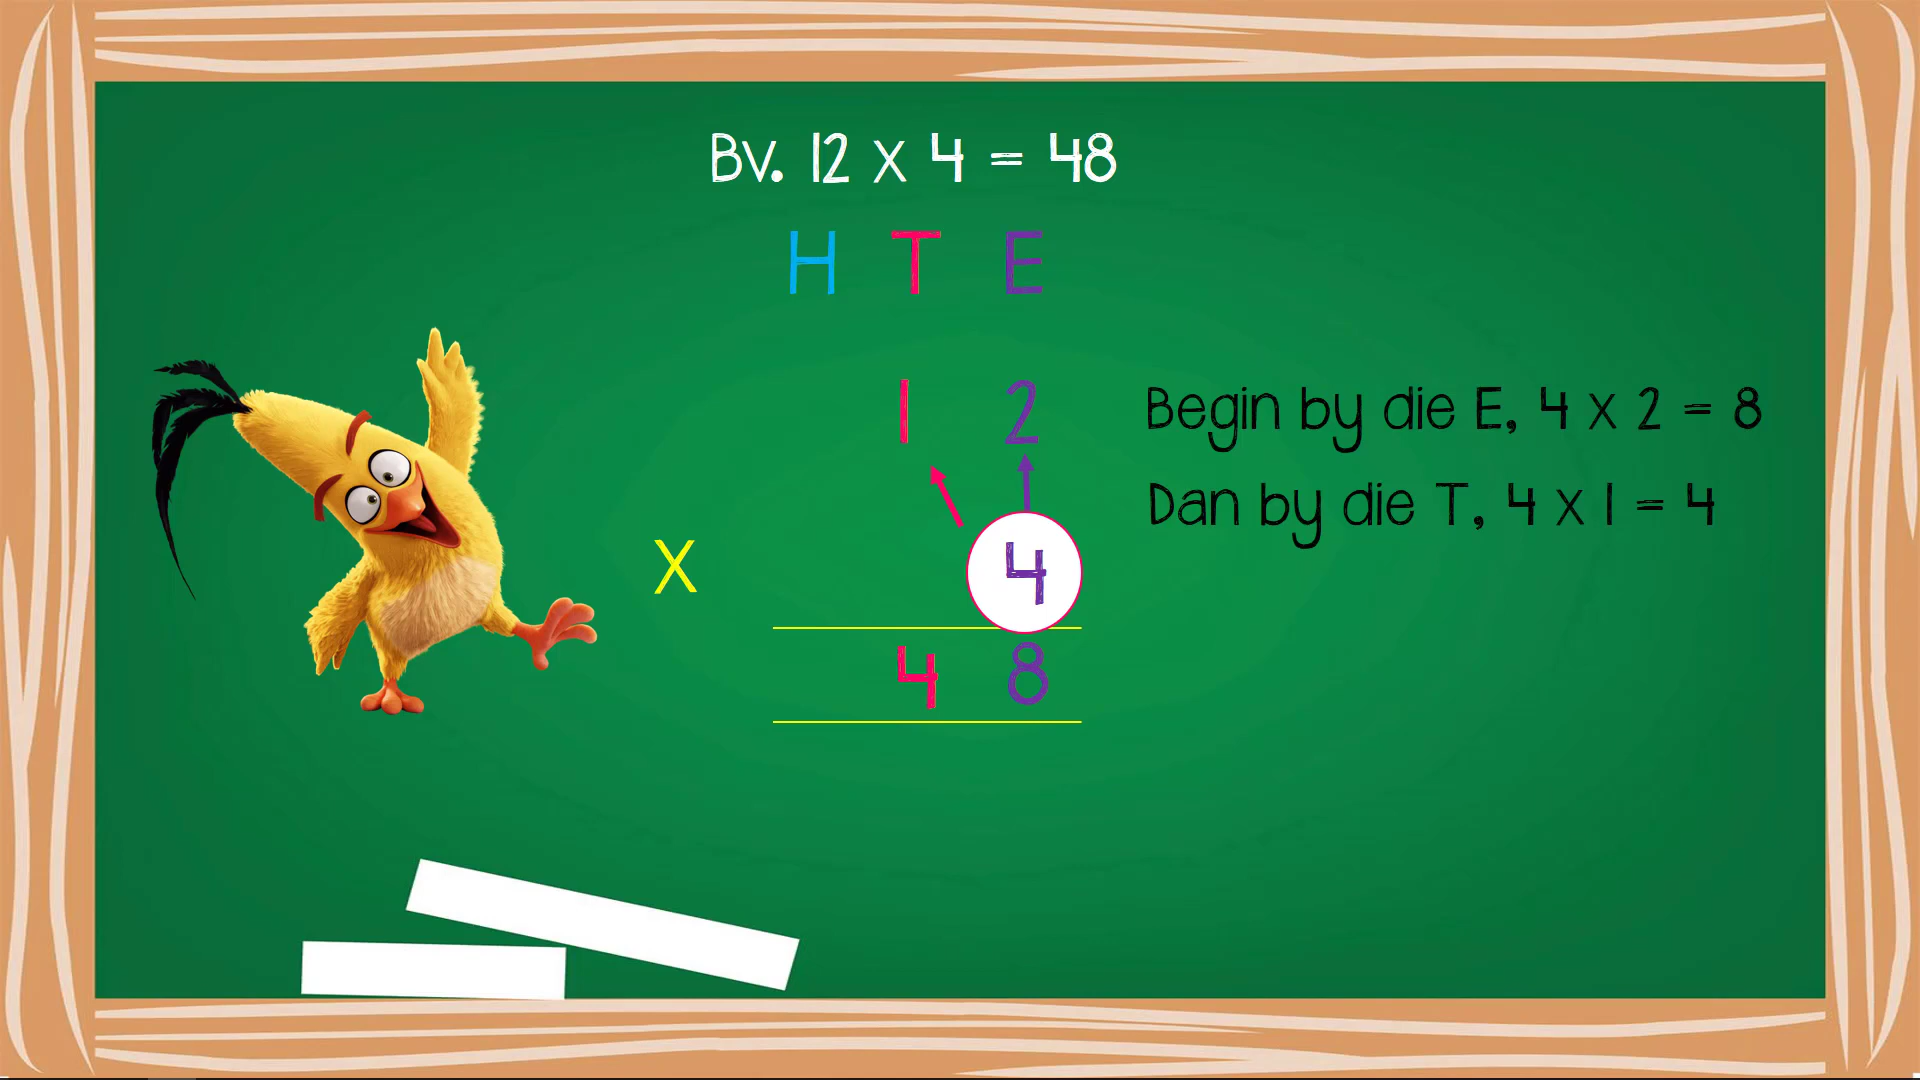 Bv. 12 x 4 = 48
H T E
1 2
Begin by die E, 4 x 2 = 8
Dan by die T, 4 x 1 = 4
X 4
4 8